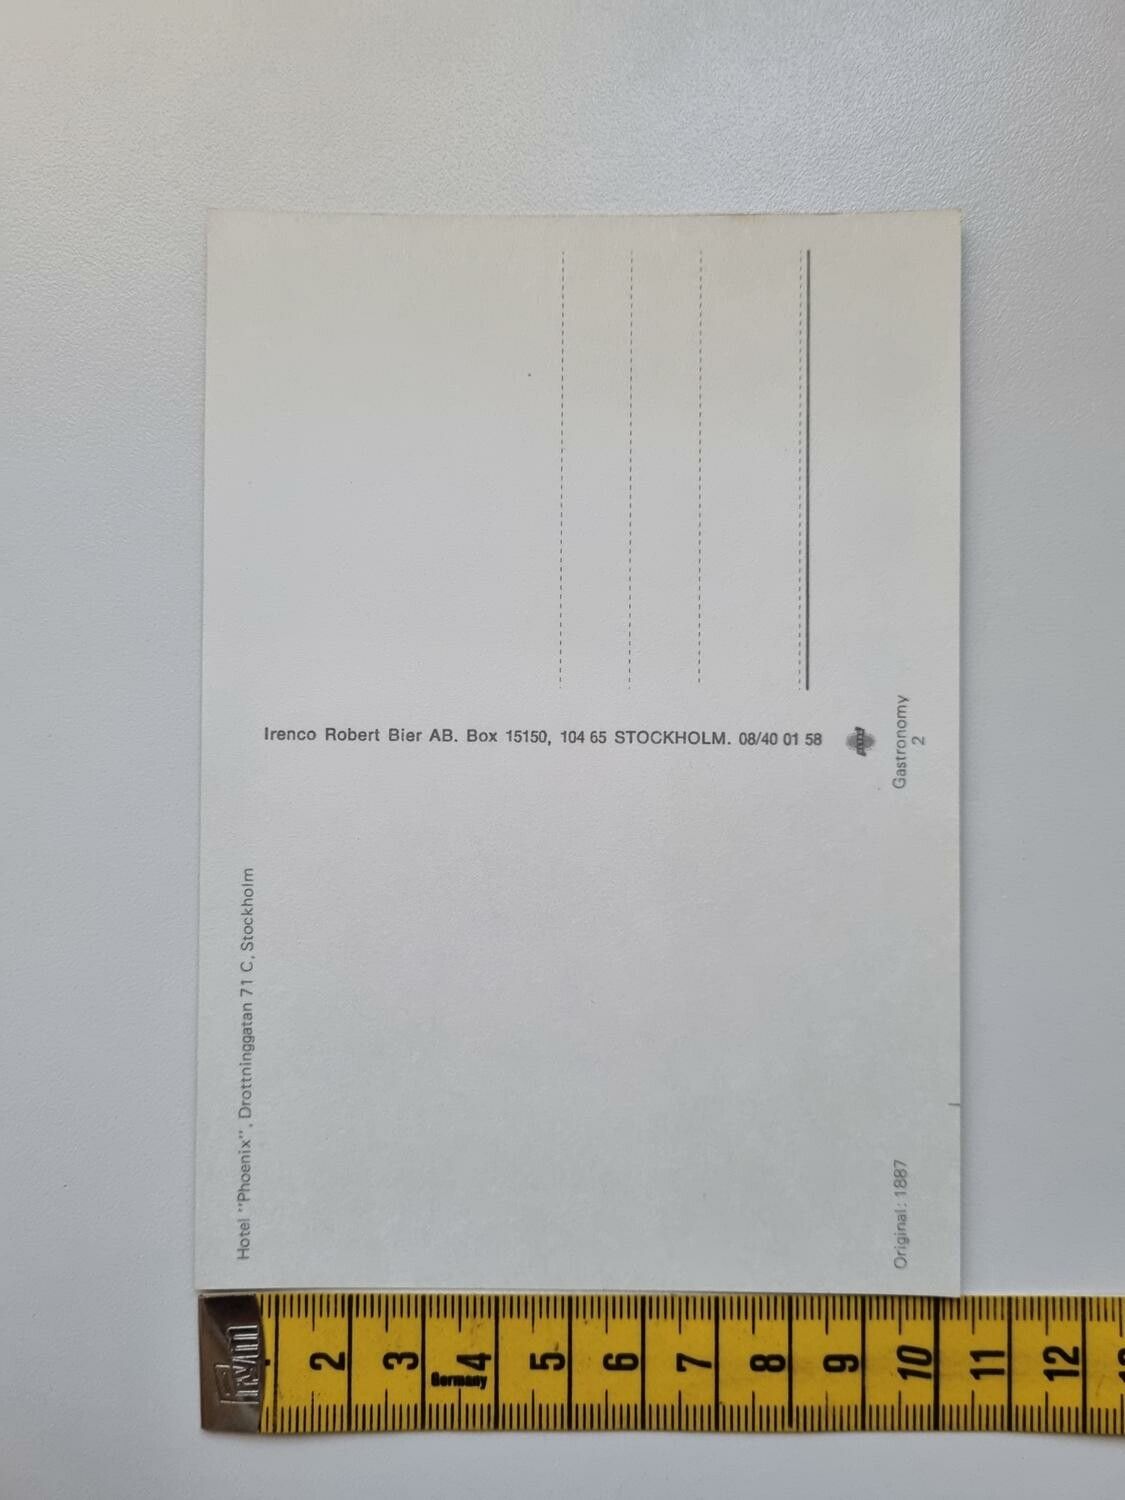 Hotel "Phoenix", Drottninggatan 71 C, Stockholm
Irenco Robert Bier AB. Box 15150, 104 65 STOCKHOLM. 08/40 01 58
Gastronomy
2
Original: 1887
2 3 4 5 6 7 8 9 10 11 12
Germany